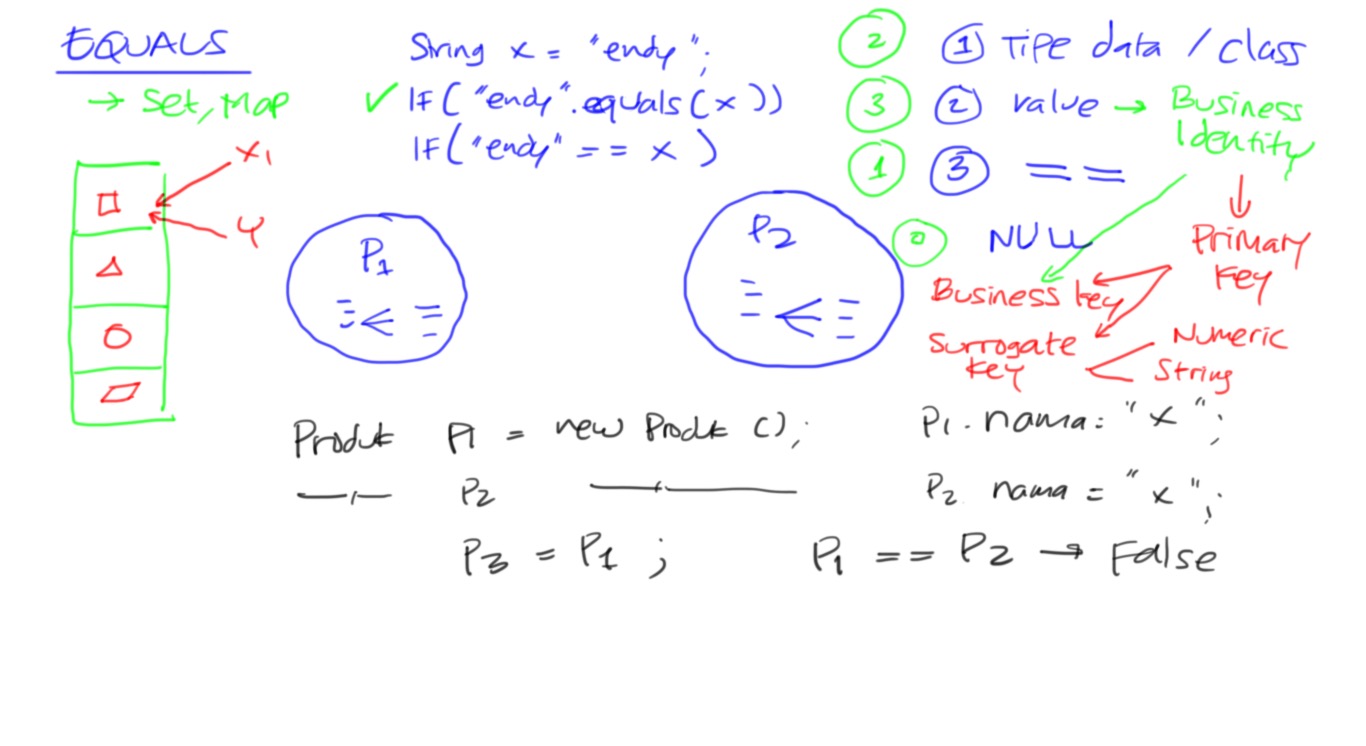 EQUALS
→ Set, Map
String x = "endy";
✓ IF("endy".equals(x))
IF("endy" == x )
2 1 Tipe data / class
3 2 value → Business Identity
1 3 ==
0 NULL
Primary Key
Business key
Surrogate key
Numeric
String
X1
Y
P1
P2
Produk P1 = new Produk ();
P2
P3 = P1 ;
P1. nama = "x";
P2 nama = "x";
P1 == P2 → False